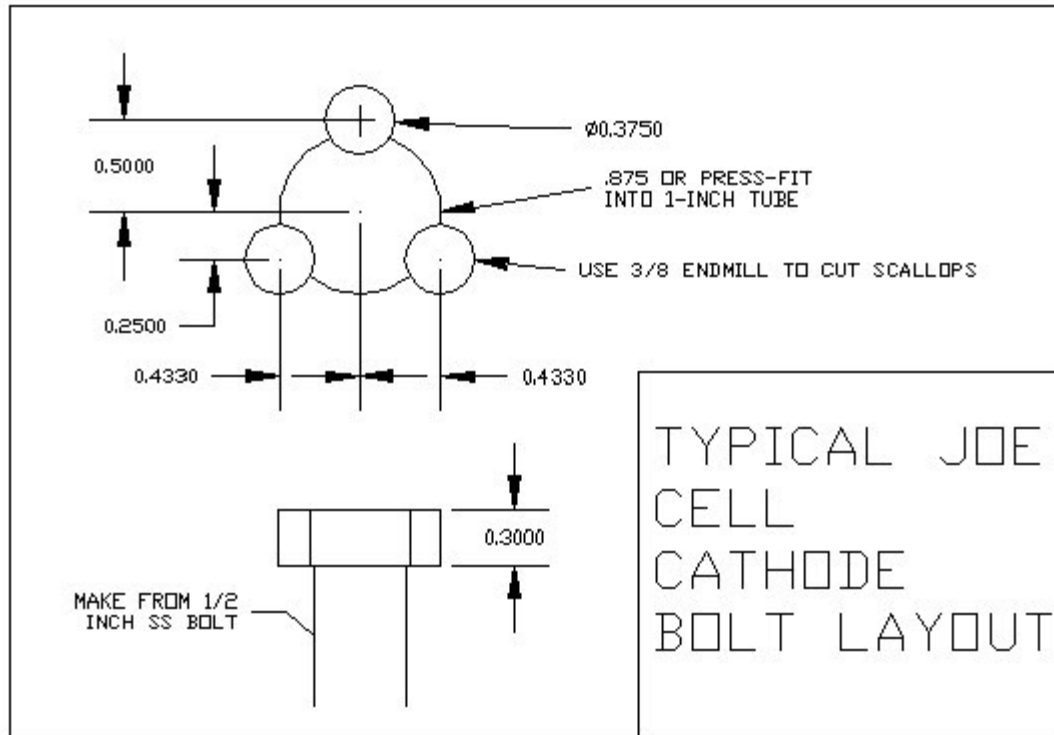 0.5000
Ø0.3750
.875 OR PRESS-FIT
INTO 1-INCH TUBE
USE 3/8 ENDMILL TO CUT SCALLOPS
0.2500
0.4330
0.4330
0.3000
MAKE FROM 1/2
INCH SS BOLT
TYPICAL JOE
CELL
CATHODE
BOLT LAYOUT